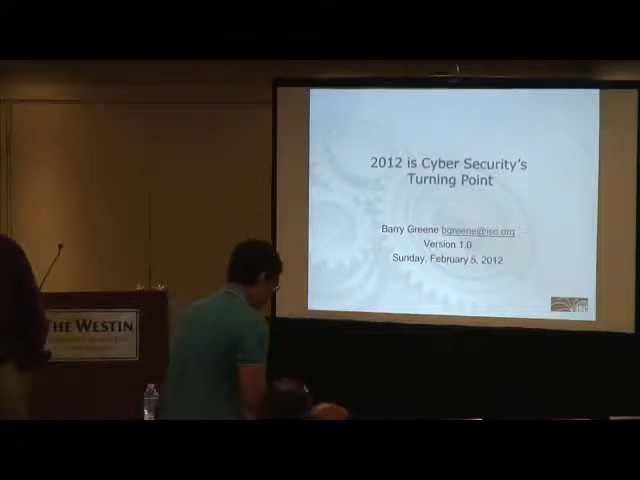 2012 is Cyber Security's
Turning Point
Barry Greene bgreene@isc.org
Version 1.0
Sunday, February 5, 2012
THE WESTIN